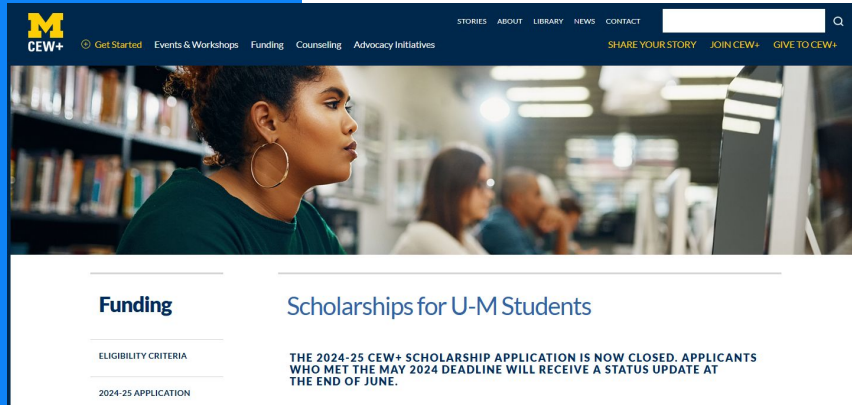 STORIES ABOUT LIBRARY NEWS CONTACT
M
CEW+
Get Started Events & Workshops Funding Counseling Advocacy Initiatives
SHARE YOUR STORY JOIN CEW+ GIVE TO CEW+
Funding
ELIGIBILITY CRITERIA
2024-25 APPLICATION
Scholarships for U-M Students
THE 2024-25 CEW+ SCHOLARSHIP APPLICATION IS NOW CLOSED. APPLICANTS
WHO MET THE MAY 2024 DEADLINE WILL RECEIVE A STATUS UPDATE AT
THE END OF JUNE.